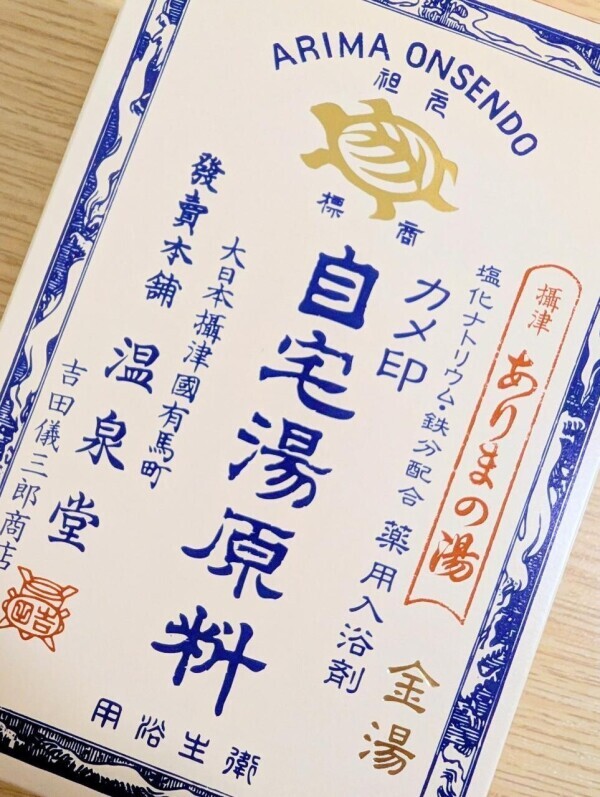 ARIMA ONSENDO
祖元
標商
攝津 ありまの湯
金湯
塩化ナトリウム・鉄分配合 薬用入浴剤
カメ印
自宅湯原料
大日本攝津國有馬町
發賣本舗 温泉堂
吉田儀三郎商店
用浴生衛